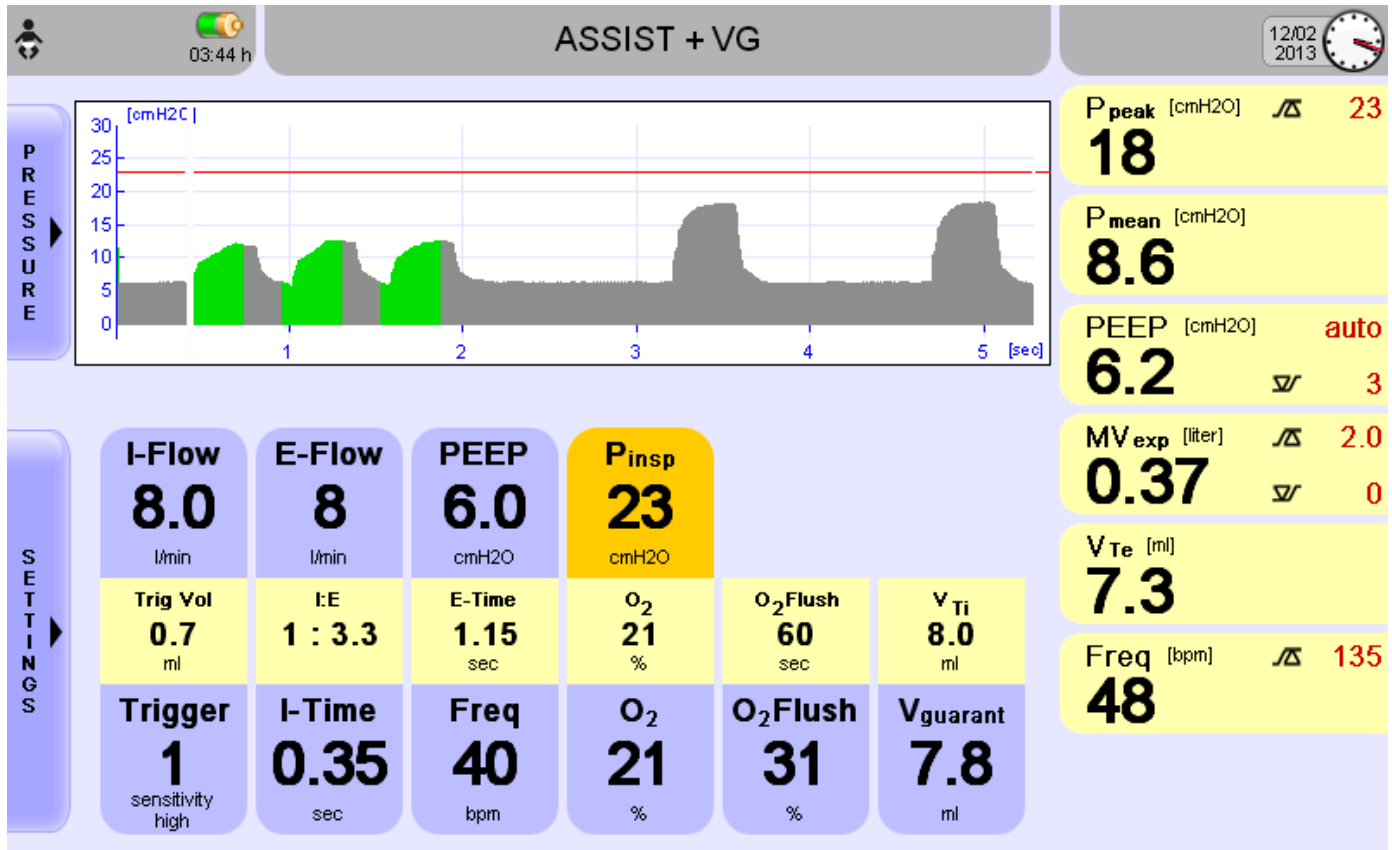 03:44 h
ASSIST + VG
12/02
2013
PRESSURE
[cmH2O]
30
25
20
15
10
5
0
1 2 3 4 5 [sec]
Ppeak [cmH2O] 23
18
Pmean [cmH2O]
8.6
PEEP [cmH2O] auto
6.2 3
MVexp [liter] 2.0
0.37 0
VTe [ml]
7.3
Freq [bpm] 135
48
SETTINGS
I-Flow E-Flow PEEP Pinsp
8.0 8 6.0 23
l/min l/min cmH2O cmH2O
Trig Vol I:E E-Time O2 O2Flush VTi
0.7 1 : 3.3 1.15 21 60 8.0
ml sec % sec ml
Trigger I-Time Freq O2 O2Flush Vguarant
1 0.35 40 21 31 7.8
sensitivity
high sec bpm % % ml